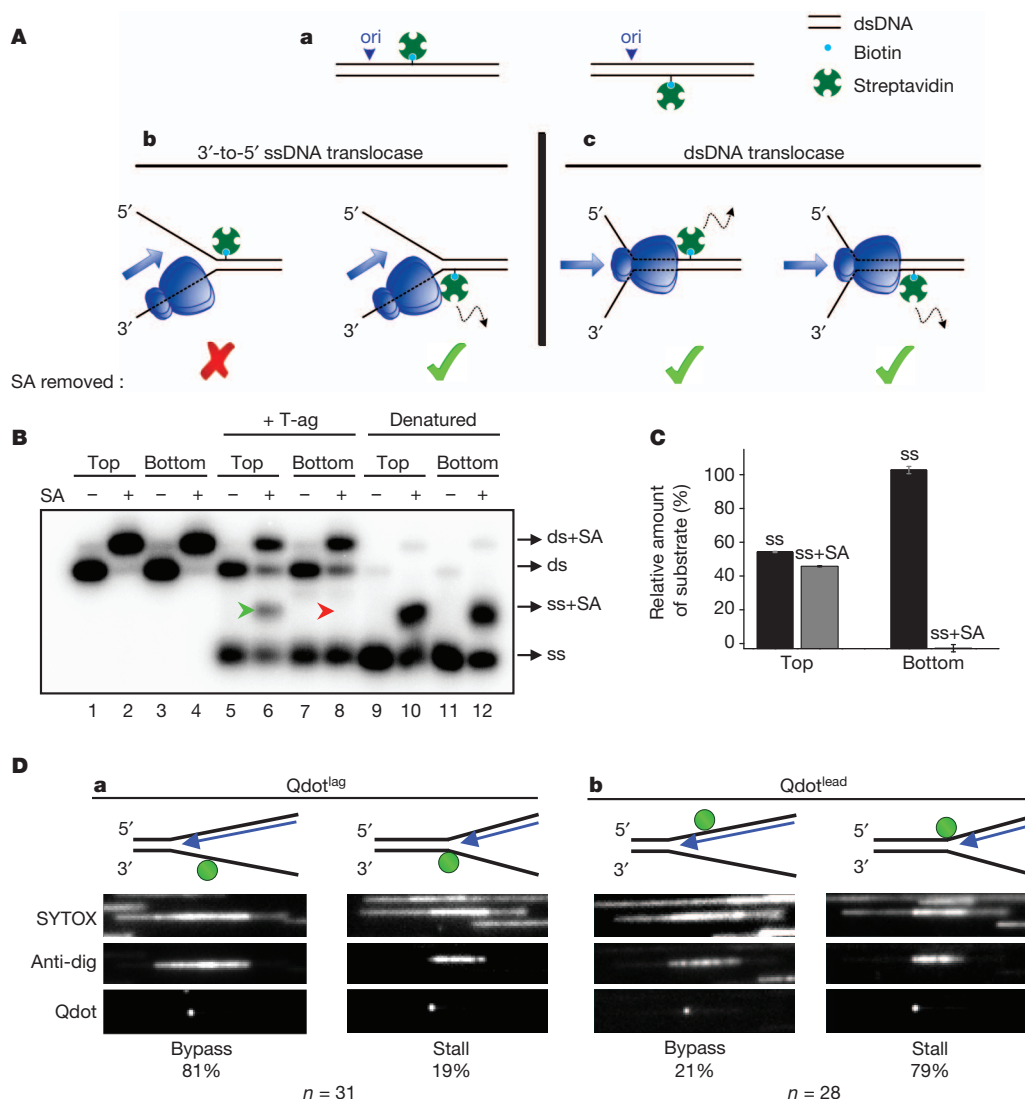 A
a
ori
ori
dsDNA
Biotin
Streptavidin
b
3′-to-5′ ssDNA translocase
c
dsDNA translocase
5′
5′
5′
5′
3′
3′
3′
3′
SA removed :
B
+ T-ag
Denatured
Top Bottom Top Bottom Top Bottom
SA – + – + – + – + – + – +
ds+SA
ds
ss+SA
ss
1 2 3 4 5 6 7 8 9 10 11 12
C
Relative amount
of substrate (%)
100
80
60
40
20
0
ss
ss+SA
ss
ss+SA
Top Bottom
D
a
Qdotlag
b
Qdotlead
5′ 5′ 5′ 5′
3′ 3′ 3′ 3′
SYTOX
Anti-dig
Qdot
Bypass Stall Bypass Stall
81% 19% 21% 79%
n = 31 n = 28